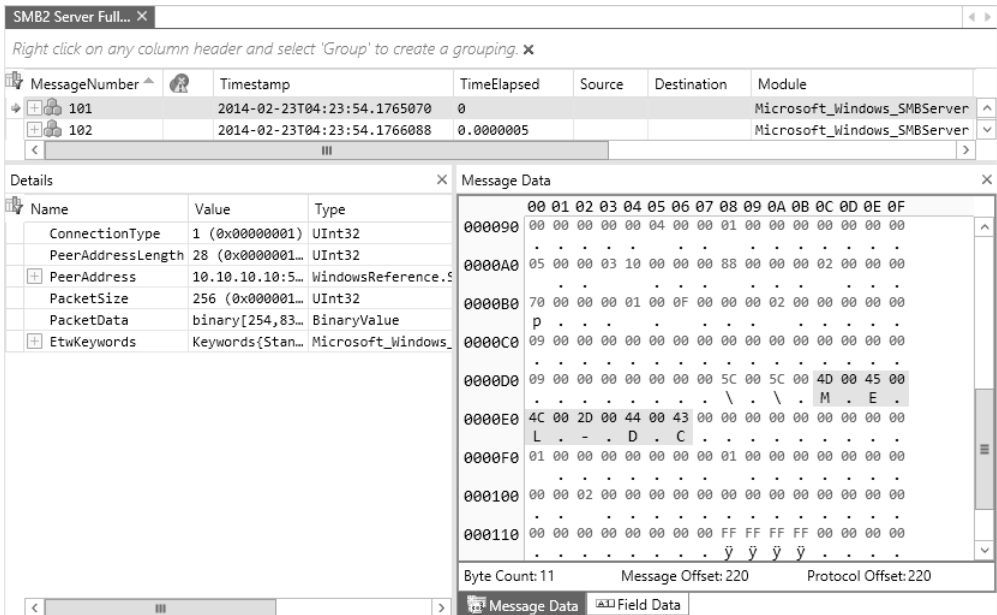 SMB2 Server Full... ×
Right click on any column header and select 'Group' to create a grouping. ×
MessageNumber Timestamp TimeElapsed Source Destination Module
101 2014-02-23T04:23:54.1765070 0 Microsoft_Windows_SMBServer
102 2014-02-23T04:23:54.1766088 0.0000005 Microsoft_Windows_SMBServer
Details ×
Name Value Type
ConnectionType 1 (0x00000001) UInt32
PeerAddressLength 28 (0x0000001… UInt32
PeerAddress 10.10.10.10:5… WindowsReference.S
PacketSize 256 (0x000001… UInt32
PacketData binary[254,83… BinaryValue
EtwKeywords Keywords{Stan… Microsoft_Windows_
Message Data ×
00 01 02 03 04 05 06 07 08 09 0A 0B 0C 0D 0E 0F
000090 00 00 00 00 00 04 00 00 01 00 00 00 00 00 00 00
. . . . . . . . . . . . . .
0000A0 05 00 00 03 10 00 00 00 88 00 00 00 02 00 00 00
. . . . . . . . . .
0000B0 70 00 00 00 01 00 0F 00 00 00 02 00 00 00 00 00
p . . . . . . . . . . . .
0000C0 09 00 00 00 00 00 00 00 00 00 00 00 00 00 00 00
. . . . . . . . . . . . . . .
0000D0 09 00 00 00 00 00 00 00 5C 00 5C 00 4D 00 45 00
. . . . . . . \ . \ . M . E .
0000E0 4C 00 2D 00 44 00 43 00 00 00 00 00 00 00 00 00
L . - . D . C . . . . . . . . .
0000F0 01 00 00 00 00 00 00 00 01 00 00 00 00 00 00 00
. . . . . . . . . . . . . .
000100 00 00 02 00 00 00 00 00 00 00 00 00 00 00 00 00
. . . . . . . . . . . . . . .
000110 00 00 00 00 00 00 00 00 FF FF FF FF 00 00 00 00
. . . . . . . . ÿ ÿ ÿ ÿ . . . .
Byte Count: 11 Message Offset: 220 Protocol Offset: 220
Message Data Field Data